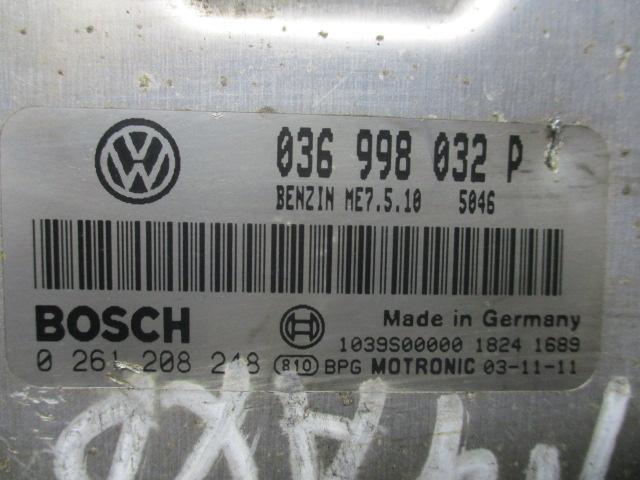 036 998 032 P
BENZIN ME7.5.10 5046
BOSCH
Made in Germany
1039S00000 1824 1689
0 261 208 248 810 BPG MOTRONIC 03-11-11